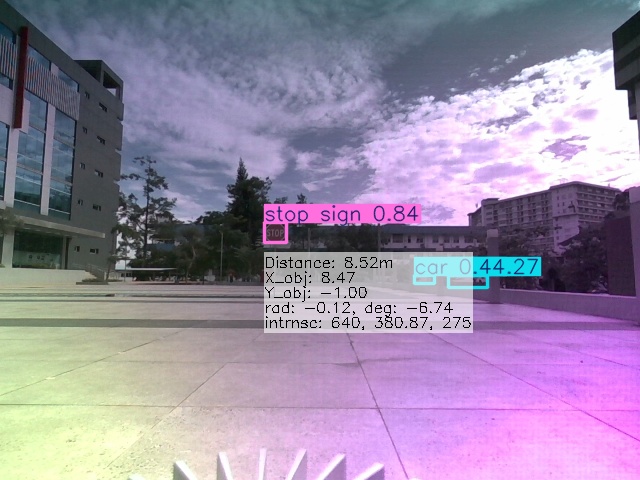 stop sign 0.84
STOP
Distance: 8.52m
X_obj: 8.47
Y_obj: -1.00
rad: -0.12, deg: -6.74
intrnsc: 640, 380.87, 275
car 0.44.27